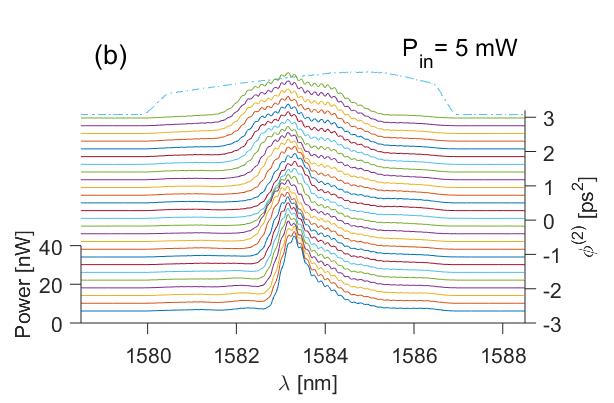 (b)
P_in = 5 mW
3
2
1
0
-1
-2
-3
ϕ^(2) [ps^2]
40
20
0
Power [nW]
1580 1582 1584 1586 1588
λ [nm]